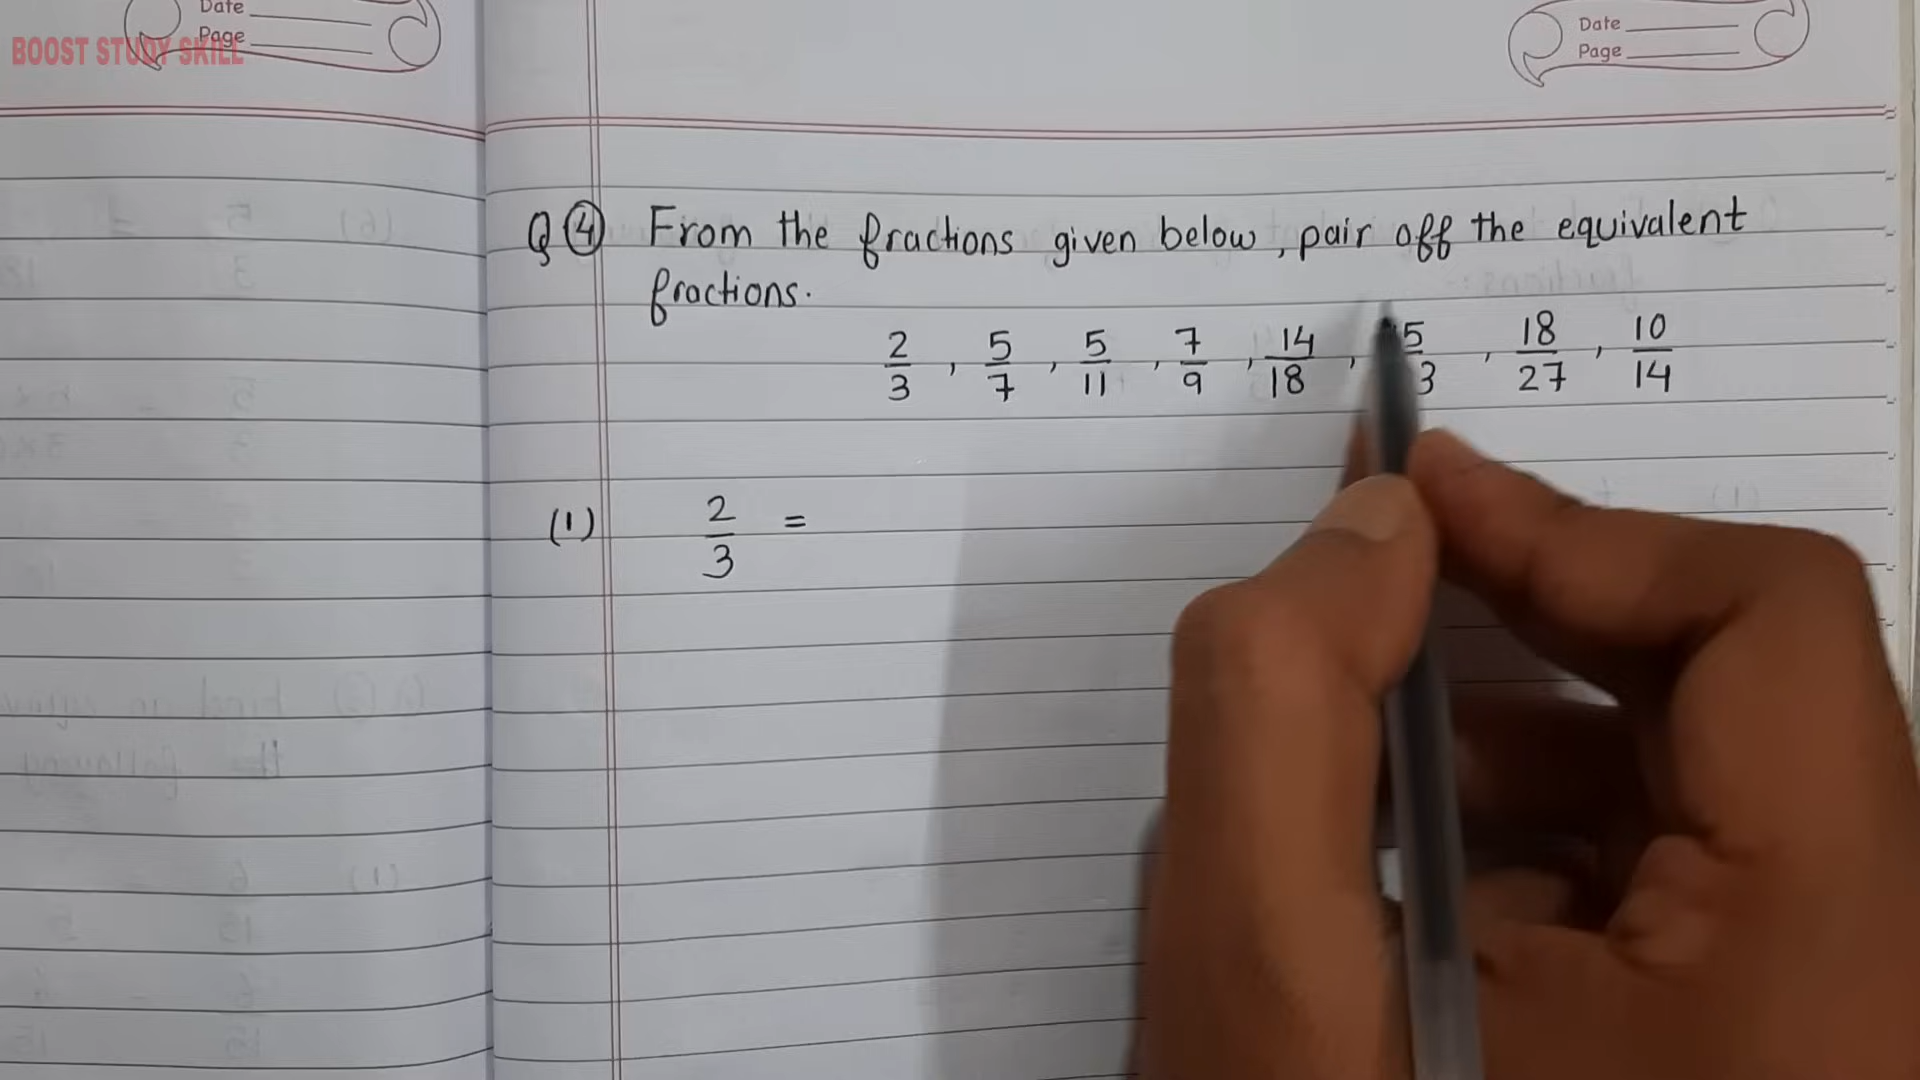 BOOST STUDY SKILL
Date
Page
Date
Page
Q 4 From the fractions given below, pair off the equivalent
fractions.
2/3 , 5/7 , 5/11 , 7/9 , 14/18 , 18/27 , 10/14
(1) 2/3 =